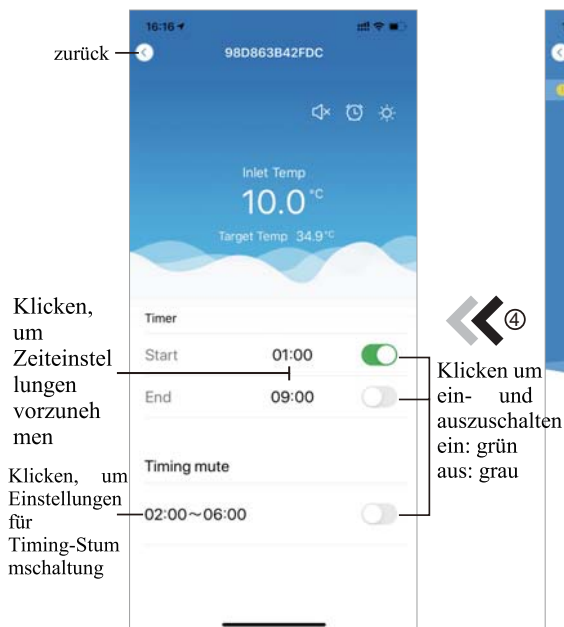 16:16
zurück
98D863B42FDC
Inlet Temp
10.0 °C
Target Temp 34.9°C
Timer
Start 01:00
End 09:00
Timing mute
02:00～06:00
Klicken,
um
Zeiteinstel
lungen
vorzuneh
men
Klicken, um
Einstellungen
für
Timing-Stum
mschaltung
④
Klicken um
ein- und
auszuschalten
ein: grün
aus: grau